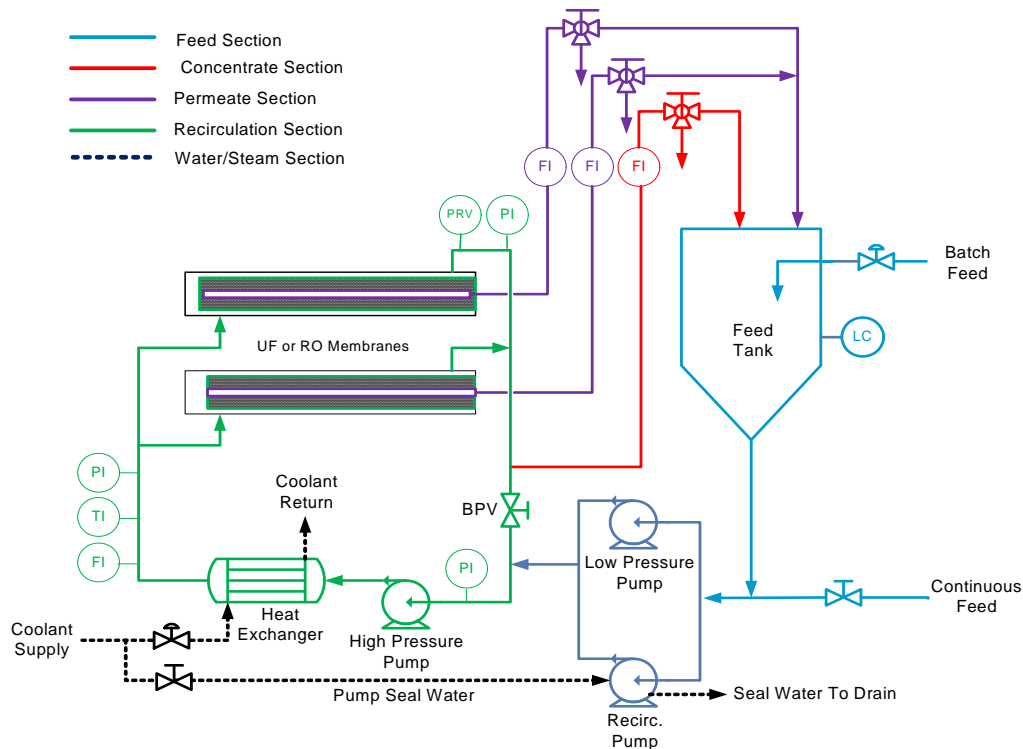 Feed Section
Concentrate Section
Permeate Section
Recirculation Section
Water/Steam Section
FI
FI
FI
PRV
PI
Batch
Feed
Feed
Tank
LC
UF or RO Membranes
PI
TI
FI
Coolant
Return
BPV
PI
Low Pressure
Pump
Continuous
Feed
Heat
Exchanger
High Pressure
Pump
Coolant
Supply
Pump Seal Water
Seal Water To Drain
Recirc.
Pump